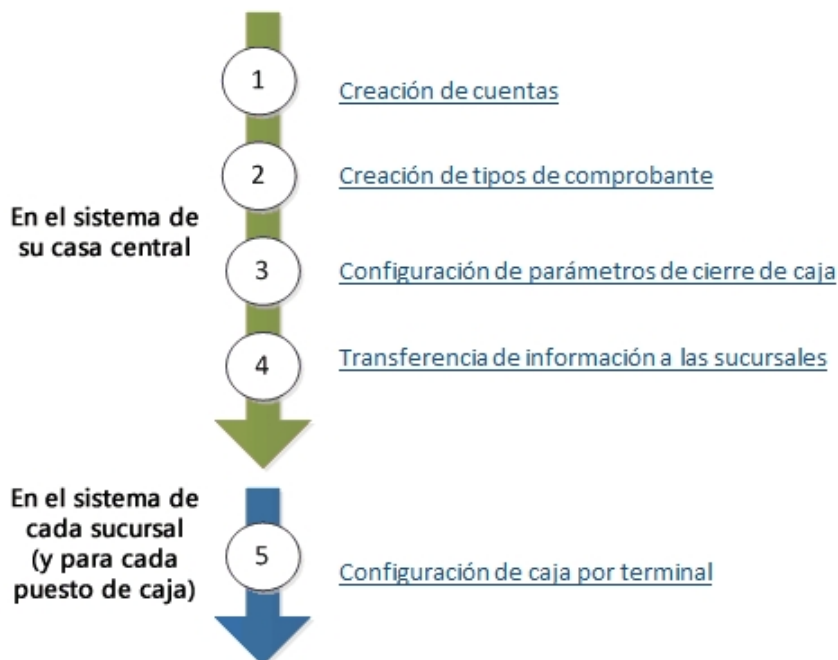 1
Creación de cuentas
2
Creación de tipos de comprobante
En el sistema de
su casa central
3
Configuración de parámetros de cierre de caja
4
Transferencia de información a las sucursales
En el sistema de
cada sucursal
(y para cada
puesto de caja)
5
Configuración de caja por terminal